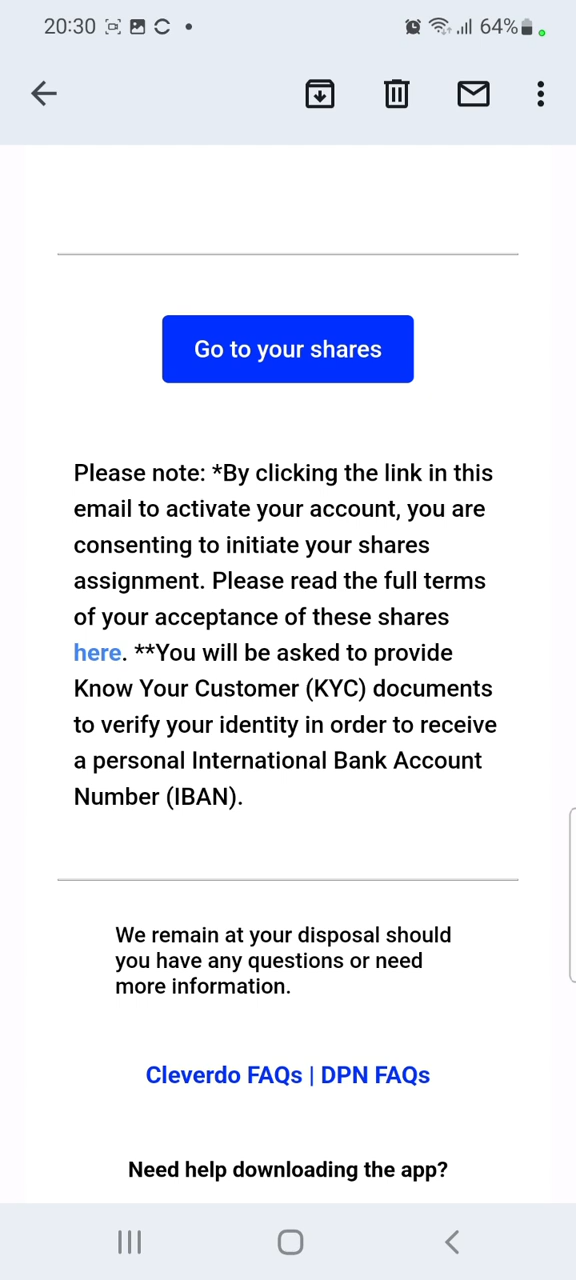 20:30 64%
Go to your shares
Please note: *By clicking the link in this
email to activate your account, you are
consenting to initiate your shares
assignment. Please read the full terms
of your acceptance of these shares
here. **You will be asked to provide
Know Your Customer (KYC) documents
to verify your identity in order to receive
a personal International Bank Account
Number (IBAN).
We remain at your disposal should
you have any questions or need
more information.
Cleverdo FAQs | DPN FAQs
Need help downloading the app?